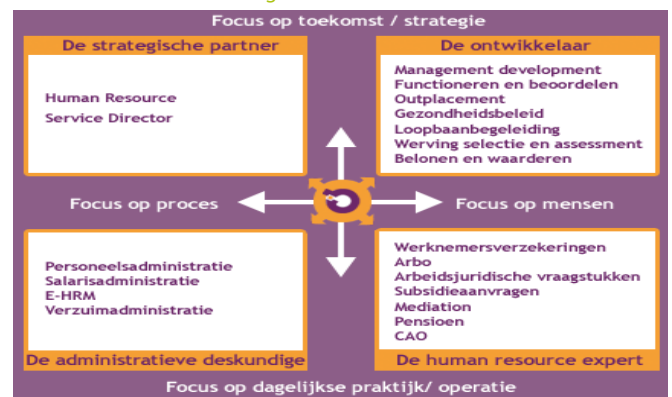 Focus op toekomst / strategie
De strategische partner
Human Resource
Service Director
De ontwikkelaar
Management development
Functioneren en beoordelen
Outplacement
Gezondheidsbeleid
Loopbaanbegeleiding
Werving selectie en assessment
Belonen en waarderen
Focus op proces
Focus op mensen
Personeelsadministratie
Salarisadministratie
E-HRM
Verzuimadministratie
De administratieve deskundige
Werknemersverzekeringen
Arbo
Arbeidsjuridische vraagstukken
Subsidieaanvragen
Mediation
Pensioen
CAO
De human resource expert
Focus op dagelijkse praktijk/ operatie